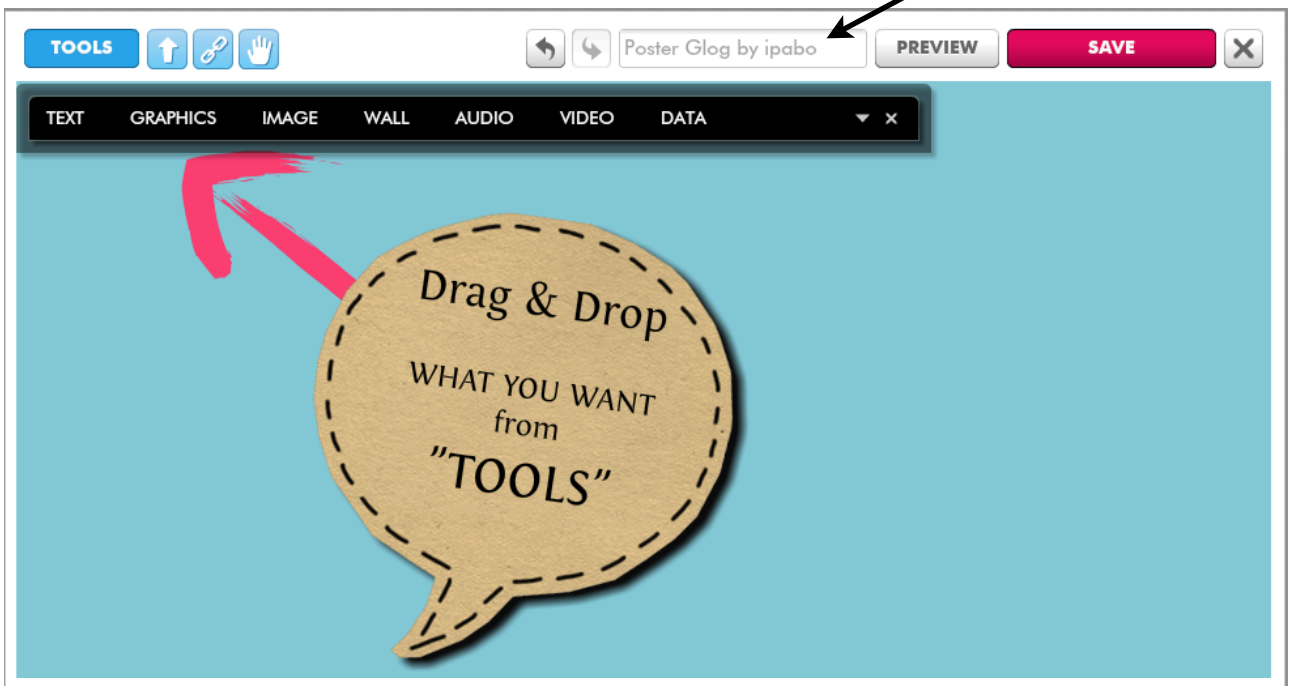 TOOLS Poster Glog by ipabo PREVIEW SAVE
TEXT GRAPHICS IMAGE WALL AUDIO VIDEO DATA
Drag & Drop
WHAT YOU WANT
from
"TOOLS"